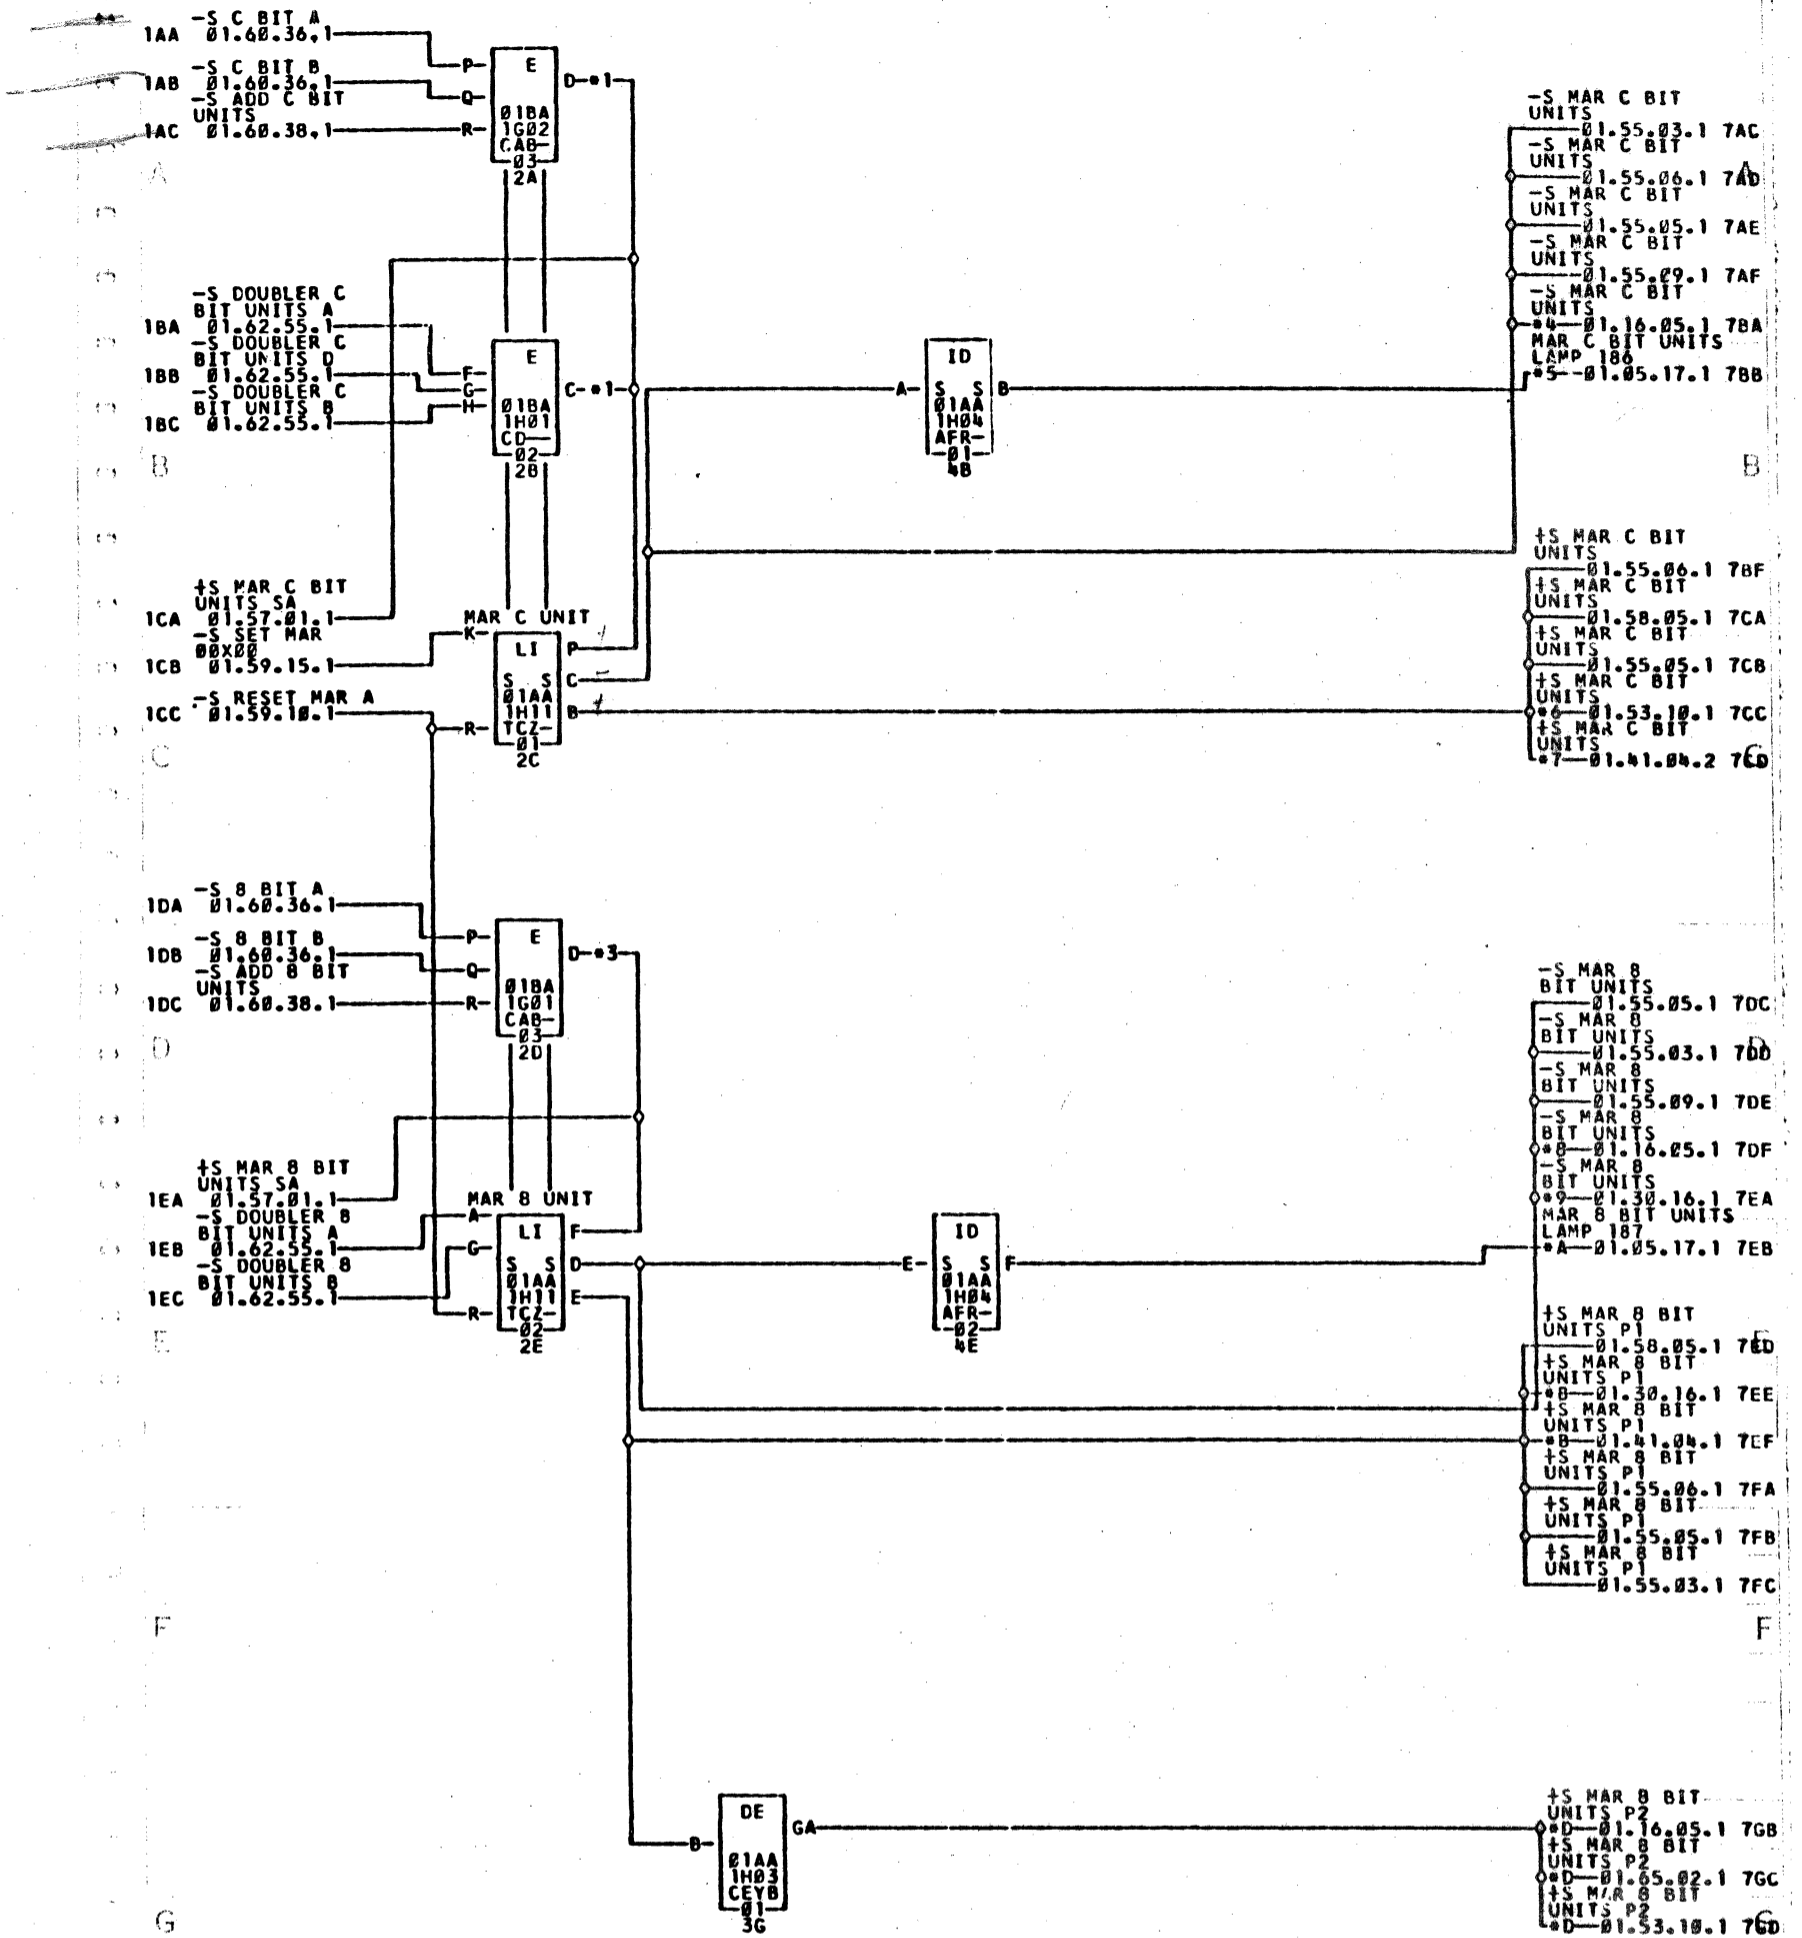 -S C BIT A
1AA 01.60.36.1
-S C BIT B
1AB 01.60.36.1
-S ADD C BIT
UNITS
1AC 01.60.38.1
P
Q
R
E
01BA
1G02
CAB-
03
2A
D-*1
A
-S DOUBLER C
BIT UNITS A
1BA 01.62.55.1
-S DOUBLER C
BIT UNITS D
1BB 01.62.55.1
-S DOUBLER C
BIT UNITS B
1BC 01.62.55.1
F
G
H
E
01BA
1H01
CD--
02
2B
C-*1
B
A
ID
S S
01AA
1H04
AFR-
01
4B
B
-S MAR C BIT
UNITS
01.55.03.1 7AC
-S MAR C BIT
UNITS
01.55.06.1 7AD
-S MAR C BIT
UNITS
01.55.05.1 7AE
-S MAR C BIT
UNITS
01.55.09.1 7AF
-S MAR C BIT
UNITS
*4-01.16.05.1 7BA
MAR C BIT UNITS
LAMP 186
*5--01.05.17.1 7BB
B
+S MAR C BIT
UNITS SA
1CA 01.57.01.1
-S SET MAR
00X00
1CB 01.59.15.1
-S RESET MAR A
1CC 01.59.10.1
MAR C UNIT
K
R
LI
S S
01AA
1H11
TCZ-
01
2C
P
C
B
C
+S MAR C BIT
UNITS
01.55.06.1 7BF
+S MAR C BIT
UNITS
01.58.05.1 7CA
+S MAR C BIT
UNITS
01.55.05.1 7CB
+S MAR C BIT
UNITS
*6-01.53.10.1 7CC
+S MAR C BIT
UNITS
*7-01.41.04.2 7CD
-S 8 BIT A
1DA 01.60.36.1
-S 8 BIT B
1DB 01.60.36.1
-S ADD 8 BIT
UNITS
1DC 01.60.38.1
P
Q
R
E
01BA
1G01
CAB-
03
2D
D-*3
D
-S MAR 8
BIT UNITS
01.55.05.1 7DC
-S MAR 8
BIT UNITS
01.55.03.1 7DD
-S MAR 8
BIT UNITS
01.55.09.1 7DE
-S MAR 8
BIT UNITS
*8-01.16.05.1 7DF
-S MAR 8
BIT UNITS
*9-01.30.16.1 7EA
MAR 8 BIT UNITS
LAMP 187
*A-01.05.17.1 7EB
+S MAR 8 BIT
UNITS SA
1EA 01.57.01.1
-S DOUBLER 8
BIT UNITS A
1EB 01.62.55.1
-S DOUBLER 8
BIT UNITS B
1EC 01.62.55.1
MAR 8 UNIT
A
G
R
LI
S S
01AA
1H11
TCZ-
02
2E
F
D
E
E
E
ID
S S
01AA
1H04
AFR-
02
4E
F
+S MAR 8 BIT
UNITS P1
01.58.05.1 7ED
+S MAR 8 BIT
UNITS P1
*B-01.30.16.1 7EE
+S MAR 8 BIT
UNITS P1
*B-01.41.04.1 7EF
+S MAR 8 BIT
UNITS P1
01.55.06.1 7FA
+S MAR 8 BIT
UNITS P1
01.55.05.1 7FB
+S MAR 8 BIT
UNITS P1
01.55.03.1 7FC
F
F
B
DE
01AA
1H03
CEYB
01
3G
GA
+S MAR 8 BIT
UNITS P2
*D-01.16.05.1 7GB
+S MAR 8 BIT
UNITS P2
*D-01.65.02.1 7GC
+S MAR 8 BIT
UNITS P2
*D-01.53.10.1 7GD
G